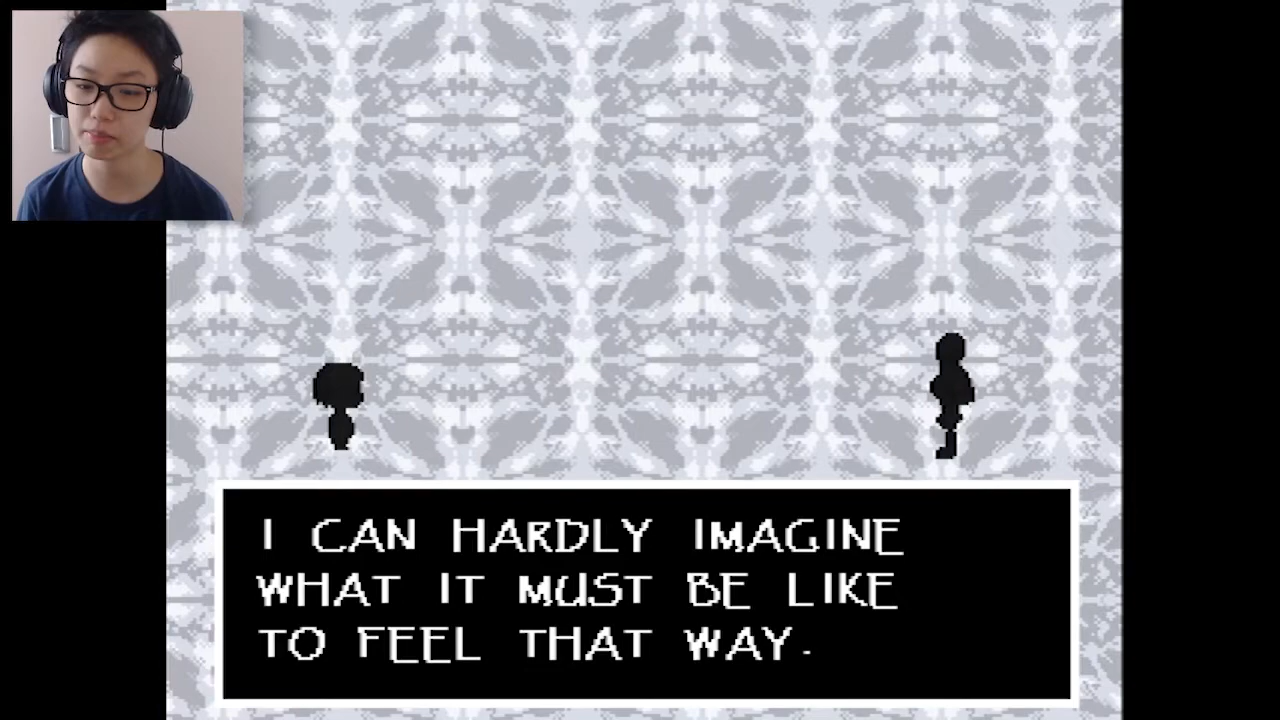 I CAN HARDLY IMAGINE
WHAT IT MUST BE LIKE
TO FEEL THAT WAY.